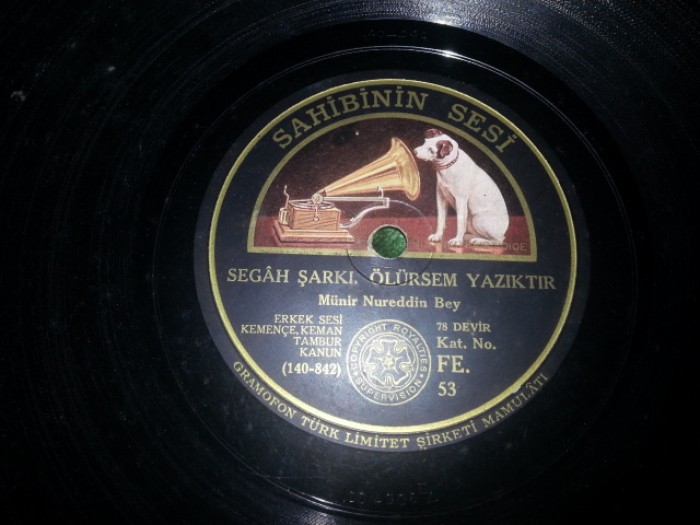 SAHİBİNİN SESİ
SEGÂH ŞARKI. ÖLÜRSEM YAZIKTIR
Münir Nureddin Bey
ERKEK SESİ
KEMENÇE, KEMAN
TAMBUR
KANUN
(140-842)
COPYRIGHT ROYALTIES
SUPERVISION
78 DEVİR
Kat. No.
FE.
53
GRAMOFON TÜRK LİMİTET ŞİRKETİ MAMULÂTI